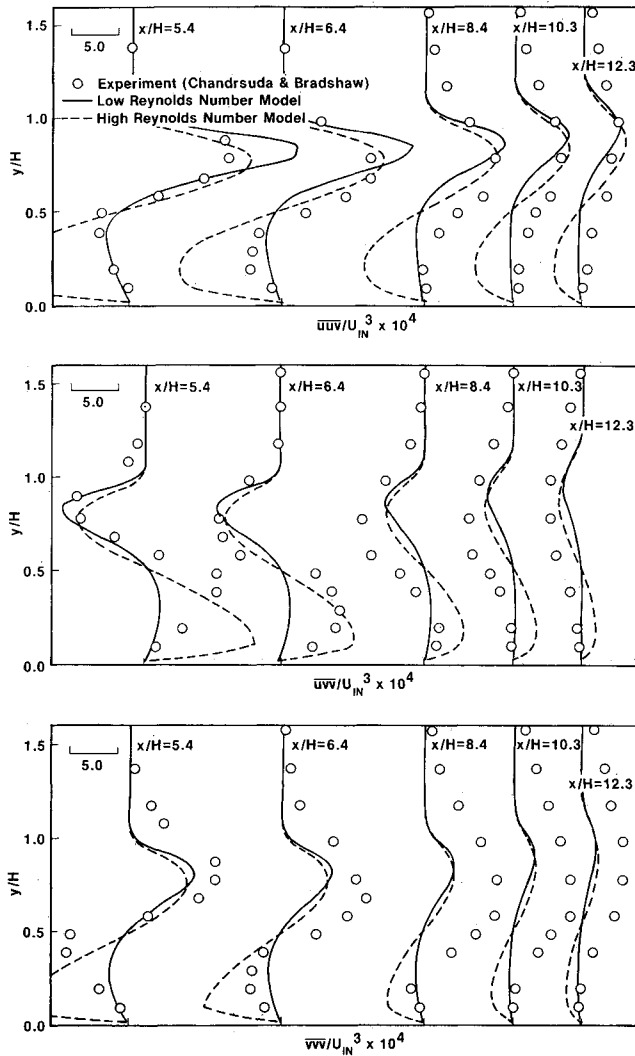 1.6
x/H=5.4
x/H=6.4
x/H=8.4
x/H=10.3
5.0
x/H=12.3
Experiment (Chandrsuda & Bradshaw)
Low Reynolds Number Model
High Reynolds Number Model
1.0
y/H
0.5
0.0
uuv/U_IN^3 x 10^4
1.5
x/H=5.4
x/H=6.4
x/H=8.4
x/H=10.3
5.0
x/H=12.3
1.0
y/H
0.5
0.0
uvv/U_IN^3 x 10^4
1.5
x/H=5.4
x/H=6.4
x/H=8.4
x/H=10.3
5.0
x/H=12.3
1.0
y/H
0.5
0.0
vvv/U_IN^3 x 10^4